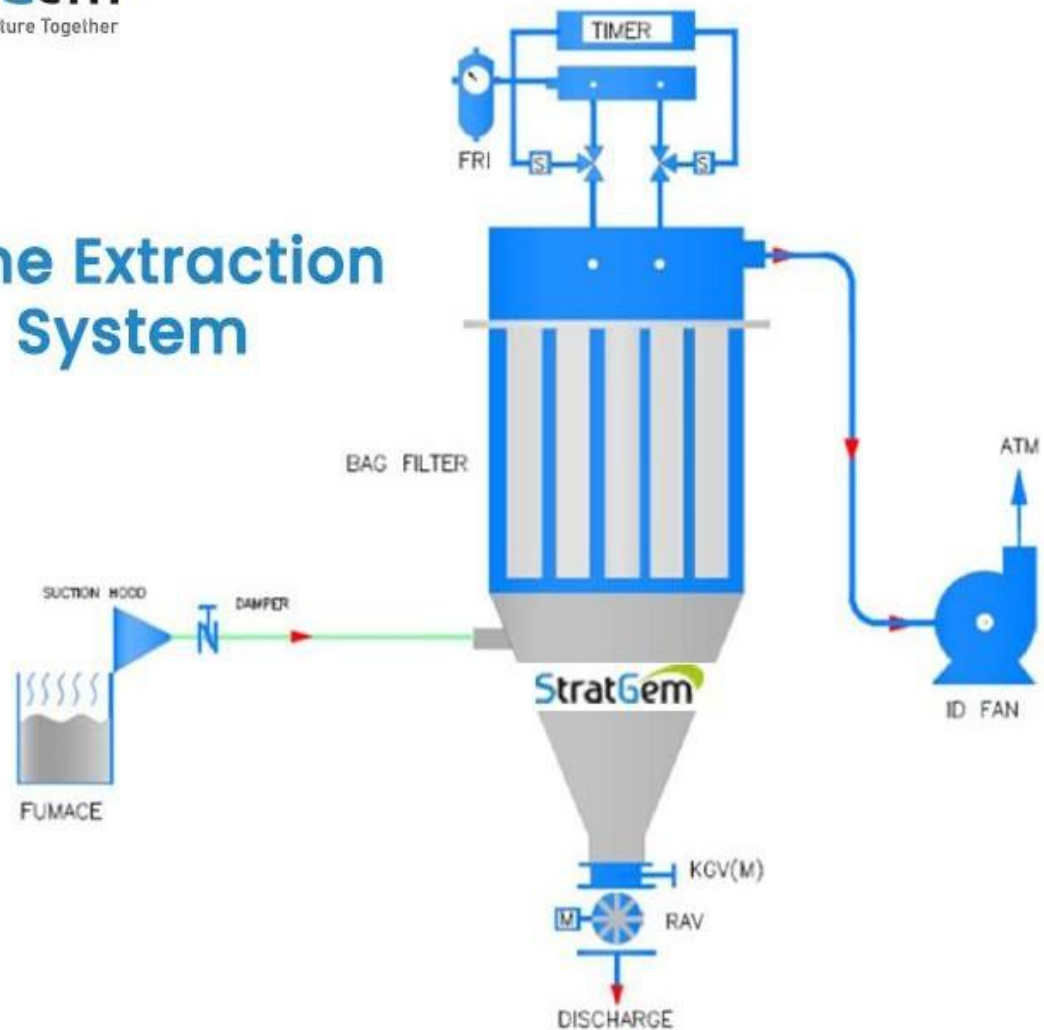 ture Together
TIMER
FRI
S
S
ne Extraction
System
BAG FILTER
ATM
SUCTION HOOD
DAMPER
StratGem
ID FAN
FUMACE
KGV(M)
M
RAV
DISCHARGE